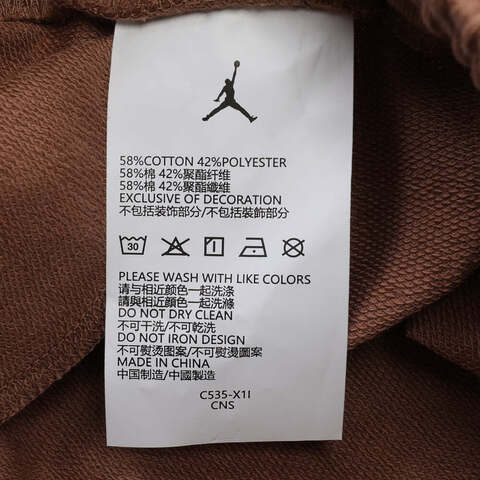 58%COTTON 42%POLYESTER
58%棉 42%聚酯纤维
58%棉 42%聚酯纖維
EXCLUSIVE OF DECORATION
不包括装饰部分/不包括裝飾部分
30
PLEASE WASH WITH LIKE COLORS
请与相近颜色一起洗涤
請與相近顏色一起洗滌
DO NOT DRY CLEAN
不可干洗/不可乾洗
DO NOT IRON DESIGN
不可熨烫图案/不可熨燙圖案
MADE IN CHINA
中国制造/中國製造
C535-X1I
CNS